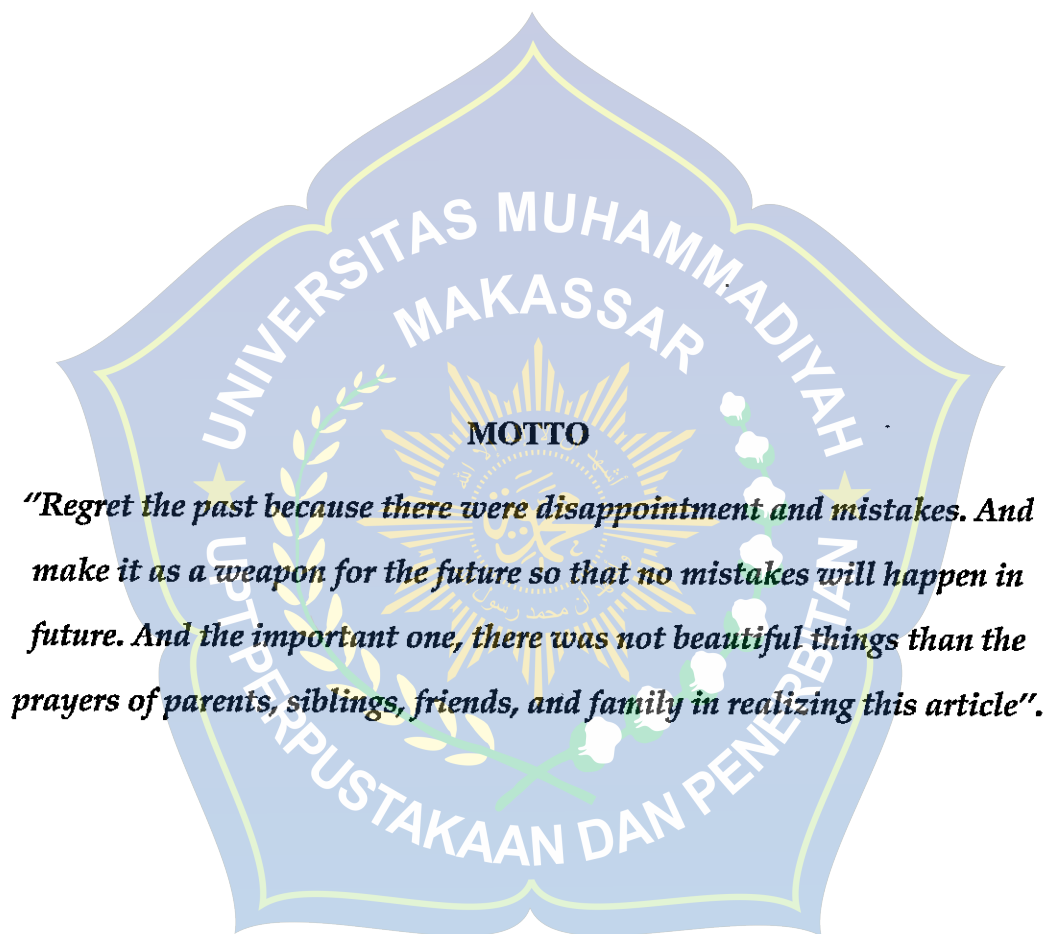 UNIVERSITAS MUHAMMADIYAH
MAKASSAR
MOTTO
"Regret the past because there were disappointment and mistakes. And
make it as a weapon for the future so that no mistakes will happen in
future. And the important one, there was not beautiful things than the
prayers of parents, siblings, friends, and family in realizing this article".
UPT PERPUSTAKAAN DAN PENERBITAN